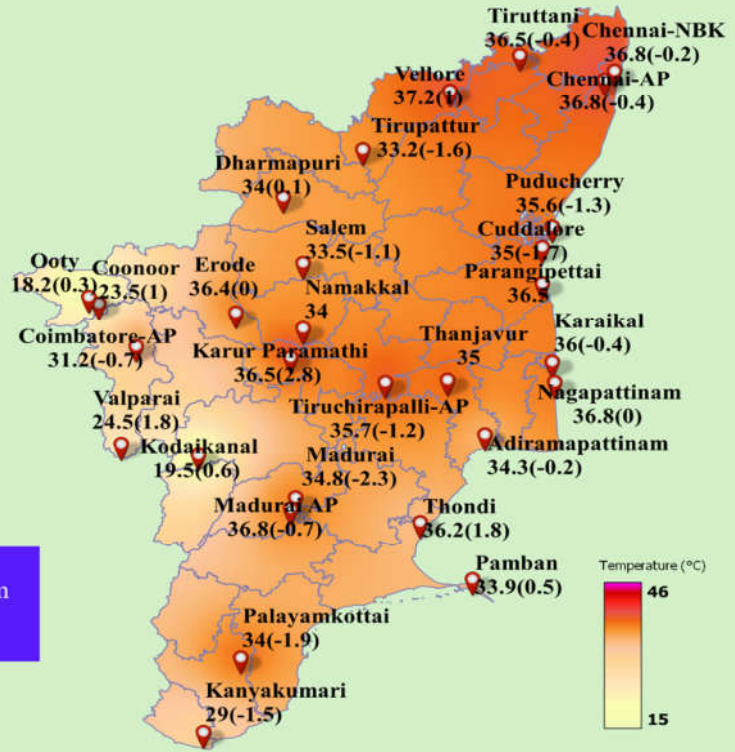 Tiruttani
36.5(-0.4)
Chennai-NBK
36.8(-0.2)
Vellore
37.2(1)
Chennai-AP
36.8(-0.4)
Tirupattur
33.2(-1.6)
Dharmapuri
34(0.1)
Puducherry
35.6(-1.3)
Salem
33.5(-1.1)
Cuddalore
35(-1.7)
Ooty
18.2(0.3)
Coonoor
23.5(1)
Erode
36.4(0)
Parangipettai
36.5
Namakkal
34
Karaikal
36(-0.4)
Coimbatore-AP
31.2(-0.7)
Karur Paramathi
36.5(2.8)
Thanjavur
35
Nagapattinam
36.8(0)
Valparai
24.5(1.8)
Tiruchirapalli-AP
35.7(-1.2)
Kodaikanal
19.5(0.6)
Madurai
34.8(-2.3)
Adiramapattinam
34.3(-0.2)
Madurai AP
36.8(-0.7)
Thondi
36.2(1.8)
Pamban
33.9(0.5)
Temperature (°C)
46
15
Palayamkottai
34(-1.9)
Kanyakumari
29(-1.5)